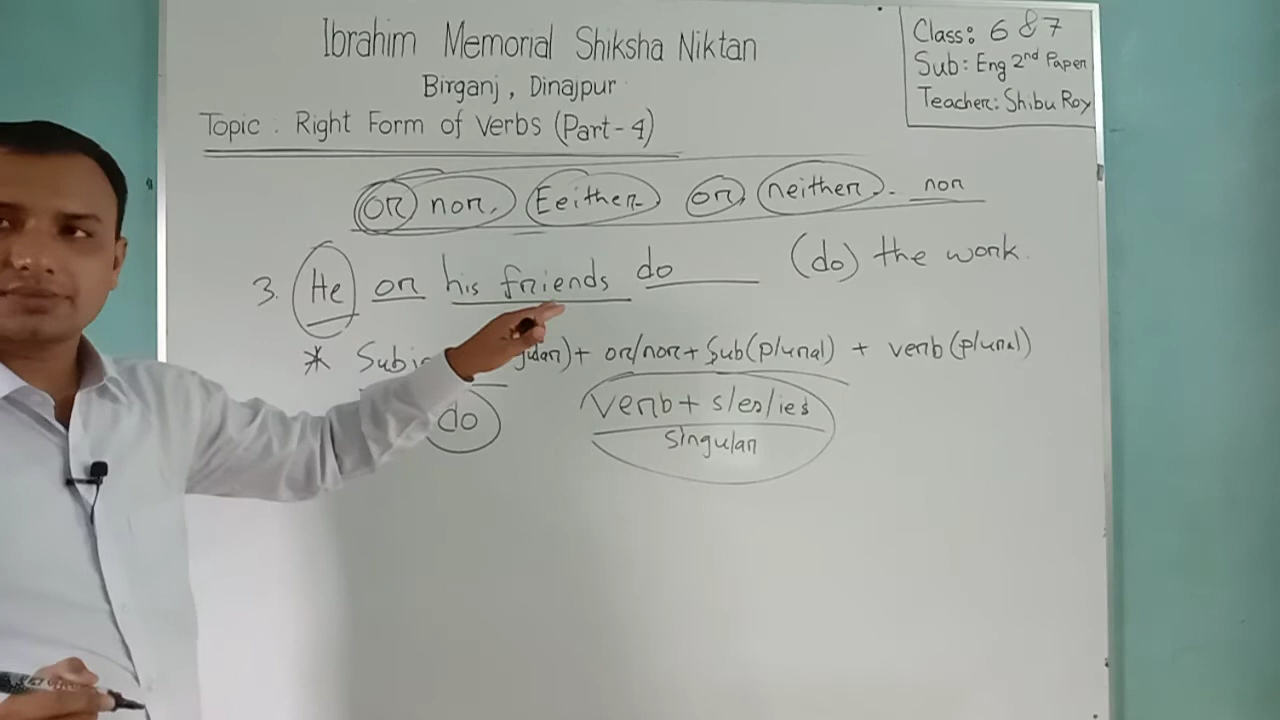 Ibrahim Memorial Shiksha Niktan
Birganj, Dinajpur
Class: 6 & 7
Sub: Eng 2nd Paper
Teacher: Shibu Roy
Topic: Right Form of Verbs (Part-4)
or nor, Eeither or, neither.. nor
3. He or his friends do (do) the work.
* + or/nor + Sub(plural) + verb(plural)
do
verb + s/es/ies
singular